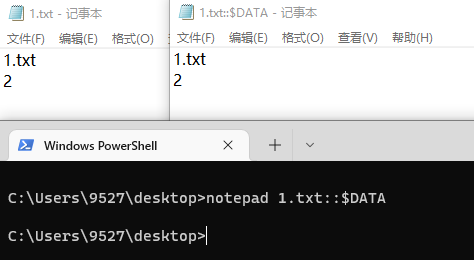 1.txt - 记事本
文件(F) 编辑(E) 格式(O)
1.txt
2
1.txt::$DATA - 记事本
文件(F) 编辑(E) 格式(O) 查看(V) 帮助(H)
1.txt
2
Windows PowerShell
C:\Users\9527\desktop>notepad 1.txt::$DATA
C:\Users\9527\desktop>